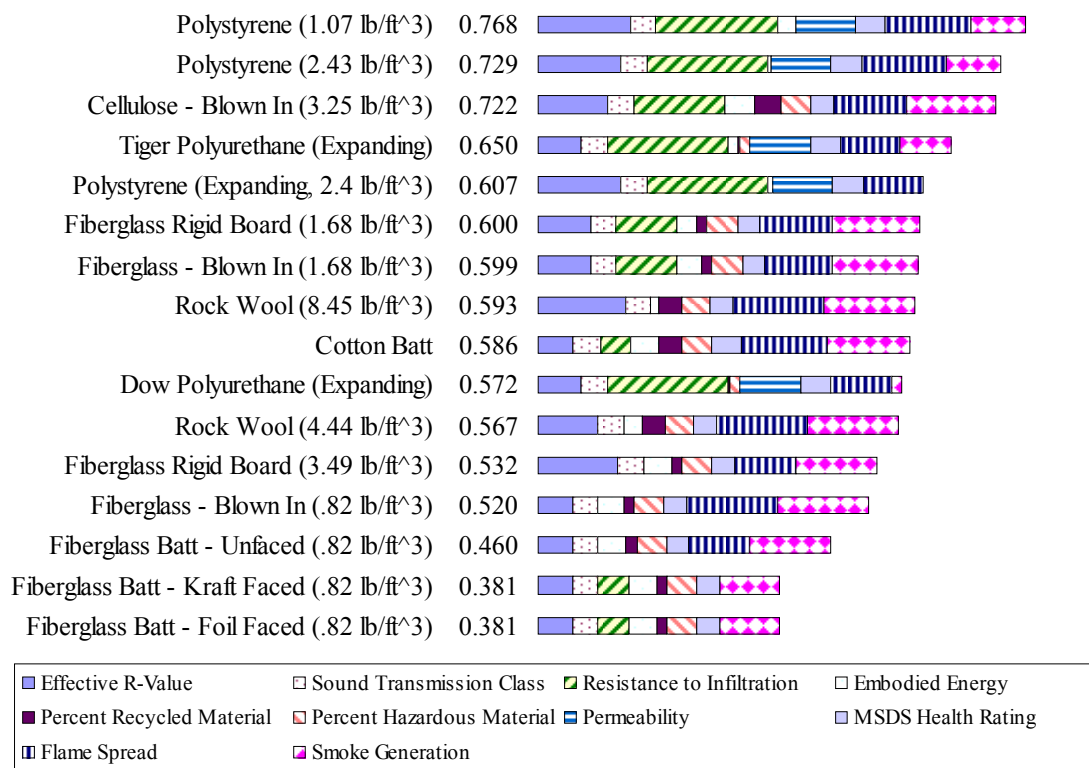 Polystyrene (1.07 lb/ft^3) 0.768
Polystyrene (2.43 lb/ft^3) 0.729
Cellulose - Blown In (3.25 lb/ft^3) 0.722
Tiger Polyurethane (Expanding) 0.650
Polystyrene (Expanding, 2.4 lb/ft^3) 0.607
Fiberglass Rigid Board (1.68 lb/ft^3) 0.600
Fiberglass - Blown In (1.68 lb/ft^3) 0.599
Rock Wool (8.45 lb/ft^3) 0.593
Cotton Batt 0.586
Dow Polyurethane (Expanding) 0.572
Rock Wool (4.44 lb/ft^3) 0.567
Fiberglass Rigid Board (3.49 lb/ft^3) 0.532
Fiberglass - Blown In (.82 lb/ft^3) 0.520
Fiberglass Batt - Unfaced (.82 lb/ft^3) 0.460
Fiberglass Batt - Kraft Faced (.82 lb/ft^3) 0.381
Fiberglass Batt - Foil Faced (.82 lb/ft^3) 0.381
Effective R-Value Sound Transmission Class Resistance to Infiltration Embodied Energy
Percent Recycled Material Percent Hazardous Material Permeability MSDS Health Rating
Flame Spread Smoke Generation